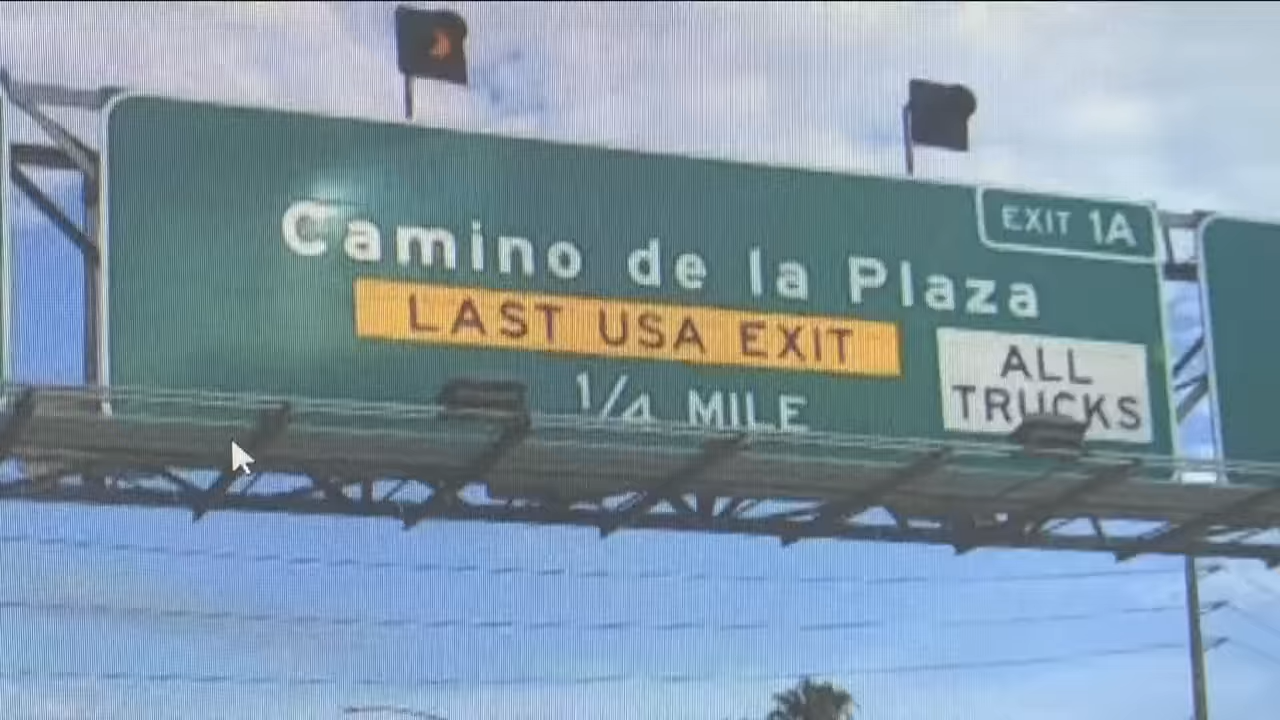 EXIT 1A
Camino de la Plaza
LAST USA EXIT
1/4 MILE
ALL
TRUCKS